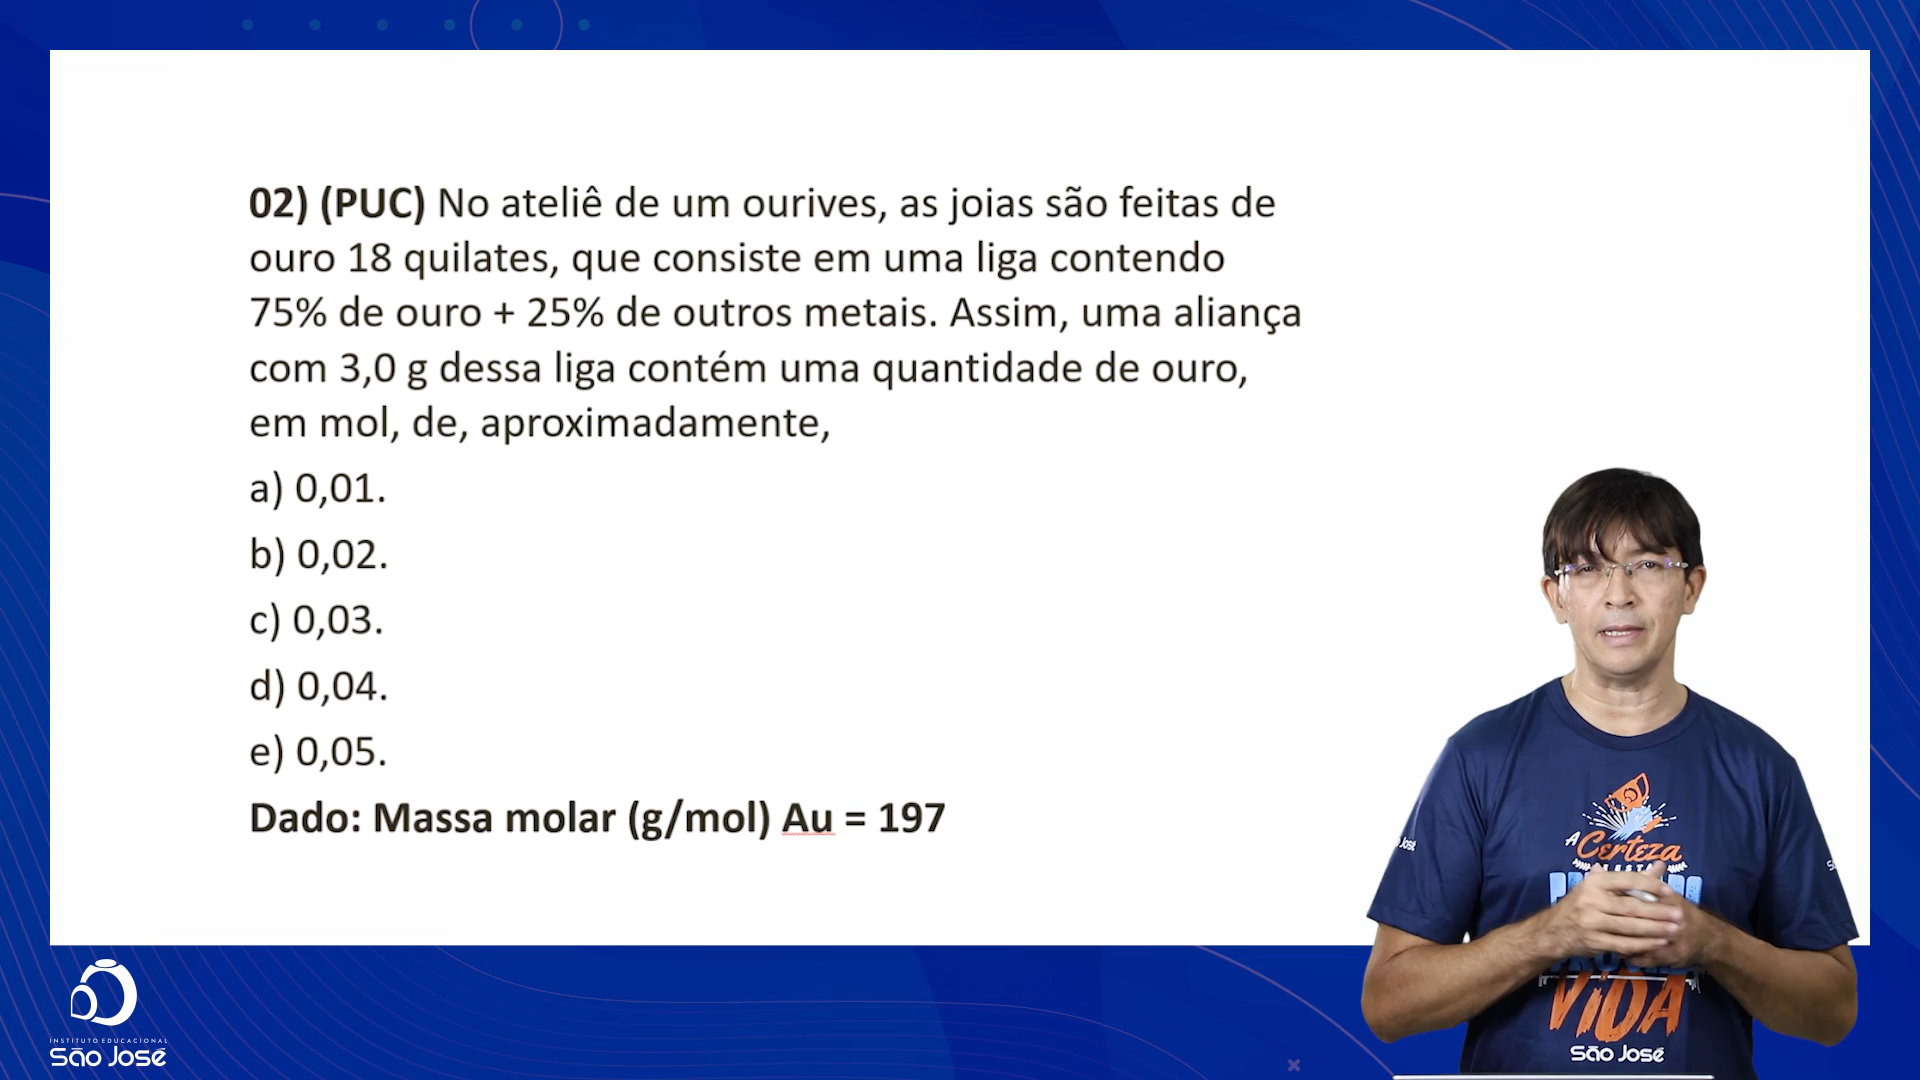 02) (PUC) No ateliê de um ourives, as joias são feitas de
ouro 18 quilates, que consiste em uma liga contendo
75% de ouro + 25% de outros metais. Assim, uma aliança
com 3,0 g dessa liga contém uma quantidade de ouro,
em mol, de, aproximadamente,
a) 0,01.
b) 0,02.
c) 0,03.
d) 0,04.
e) 0,05.
Dado: Massa molar (g/mol) Au = 197
José
A Certeza
VIDA
São José
INSTITUTO EDUCACIONAL
São José